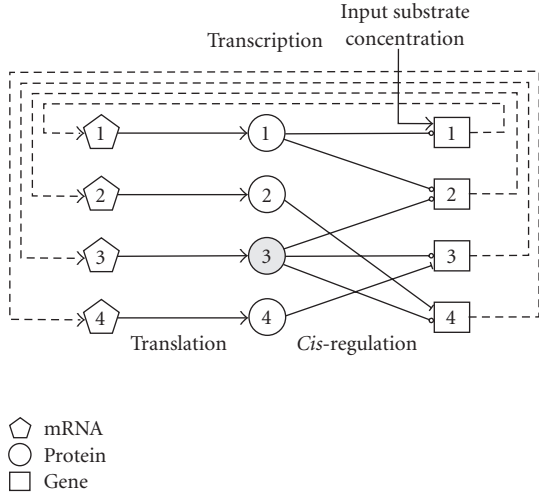 Input substrate
concentration
Transcription
1 1 1
2 2 2
3 3 3
4 4 4
Translation
Cis-regulation
mRNA
Protein
Gene